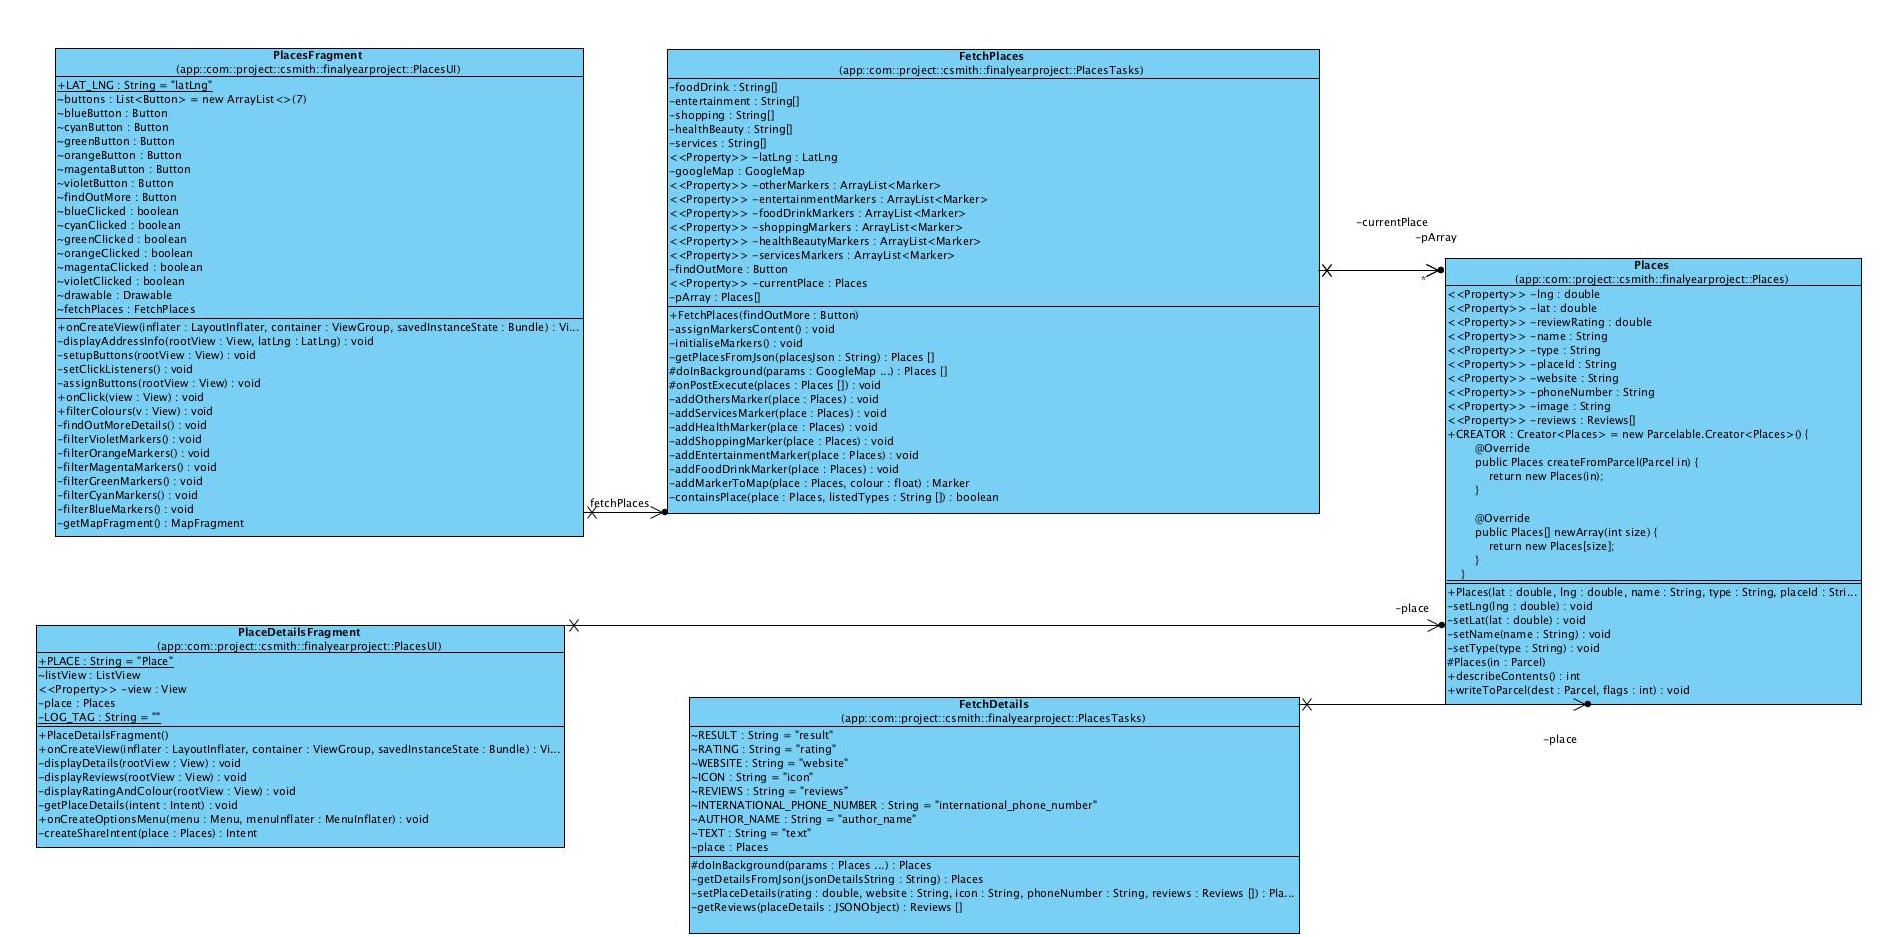 PlacesFragment
(app::com::project::csmith::finalyearproject::PlacesUI)
+LAT_LNG : String = "latLng"
~buttons : List<Button> = new ArrayList<>(7)
~blueButton : Button
~cyanButton : Button
~greenButton : Button
~orangeButton : Button
~magentaButton : Button
~violetButton : Button
~findOutMore : Button
~blueClicked : boolean
~cyanClicked : boolean
~greenClicked : boolean
~orangeClicked : boolean
~magentaClicked : boolean
~violetClicked : boolean
~drawable : Drawable
~fetchPlaces : FetchPlaces
+onCreateView(inflater : LayoutInflater, container : ViewGroup, savedInstanceState : Bundle) : Vi...
-displayAddressInfo(rootView : View, latLng : LatLng) : void
-setupButtons(rootView : View) : void
-setClickListeners() : void
-assignButtons(rootView : View) : void
+onClick(view : View) : void
+filterColours(v : View) : void
-findOutMoreDetails() : void
-filterVioletMarkers() : void
-filterOrangeMarkers() : void
-filterMagentaMarkers() : void
-filterGreenMarkers() : void
-filterCyanMarkers() : void
-filterBlueMarkers() : void
-getMapFragment() : MapFragment
fetchPlaces
FetchPlaces
(app::com::project::csmith::finalyearproject::PlacesTasks)
-foodDrink : String[]
-entertainment : String[]
-shopping : String[]
-healthBeauty : String[]
-services : String[]
<<Property>> -latLng : LatLng
-googleMap : GoogleMap
<<Property>> -otherMarkers : ArrayList<Marker>
<<Property>> -entertainmentMarkers : ArrayList<Marker>
<<Property>> -foodDrinkMarkers : ArrayList<Marker>
<<Property>> -shoppingMarkers : ArrayList<Marker>
<<Property>> -healthBeautyMarkers : ArrayList<Marker>
<<Property>> -servicesMarkers : ArrayList<Marker>
-findOutMore : Button
<<Property>> -currentPlace : Places
-pArray : Places[]
+FetchPlaces(findOutMore : Button)
-assignMarkersContent() : void
-initialiseMarkers() : void
-getPlacesFromJson(placesJson : String) : Places []
#doInBackground(params : GoogleMap ...) : Places []
#onPostExecute(places : Places []) : void
-addOthersMarker(place : Places) : void
-addServicesMarker(place : Places) : void
-addHealthMarker(place : Places) : void
-addShoppingMarker(place : Places) : void
-addEntertainmentMarker(place : Places) : void
-addFoodDrinkMarker(place : Places) : void
-addMarkerToMap(place : Places, colour : float) : Marker
-containsPlace(place : Places, listedTypes : String []) : boolean
-currentPlace
-pArray
*
Places
(app::com::project::csmith::finalyearproject::Places)
<<Property>> -lng : double
<<Property>> -lat : double
<<Property>> -reviewRating : double
<<Property>> -name : String
<<Property>> -type : String
<<Property>> -placeId : String
<<Property>> -website : String
<<Property>> -phoneNumber : String
<<Property>> -image : String
<<Property>> -reviews : Reviews[]
+CREATOR : Creator<Places> = new Parcelable.Creator<Places>() {
@Override
public Places createFromParcel(Parcel in) {
return new Places(in);
}
@Override
public Places[] newArray(int size) {
return new Places[size];
}
}
+Places(lat : double, lng : double, name : String, type : String, placeId : Stri...
-setLng(lng : double) : void
-setLat(lat : double) : void
-setName(name : String) : void
-setType(type : String) : void
#Places(in : Parcel)
+describeContents() : int
+writeToParcel(dest : Parcel, flags : int) : void
-place
PlaceDetailsFragment
(app::com::project::csmith::finalyearproject::PlacesUI)
+PLACE : String = "Place"
~listView : ListView
<<Property>> -view : View
-place : Places
-LOG_TAG : String = ""
+PlaceDetailsFragment()
+onCreateView(inflater : LayoutInflater, container : ViewGroup, savedInstanceState : Bundle) : Vi...
-displayDetails(rootView : View) : void
-displayReviews(rootView : View) : void
-displayRatingAndColour(rootView : View) : void
-getPlaceDetails(intent : Intent) : void
+onCreateOptionsMenu(menu : Menu, menuInflater : MenuInflater) : void
-createShareIntent(place : Places) : Intent
FetchDetails
(app::com::project::csmith::finalyearproject::PlacesTasks)
~RESULT : String = "result"
~RATING : String = "rating"
~WEBSITE : String = "website"
~ICON : String = "icon"
~REVIEWS : String = "reviews"
~INTERNATIONAL_PHONE_NUMBER : String = "international_phone_number"
~AUTHOR_NAME : String = "author_name"
~TEXT : String = "text"
-place : Places
#doInBackground(params : Places ...) : Places
-getDetailsFromJson(jsonDetailsString : String) : Places
-setPlaceDetails(rating : double, website : String, icon : String, phoneNumber : String, reviews : Reviews []) : Pla...
-getReviews(placeDetails : JSONObject) : Reviews []
-place